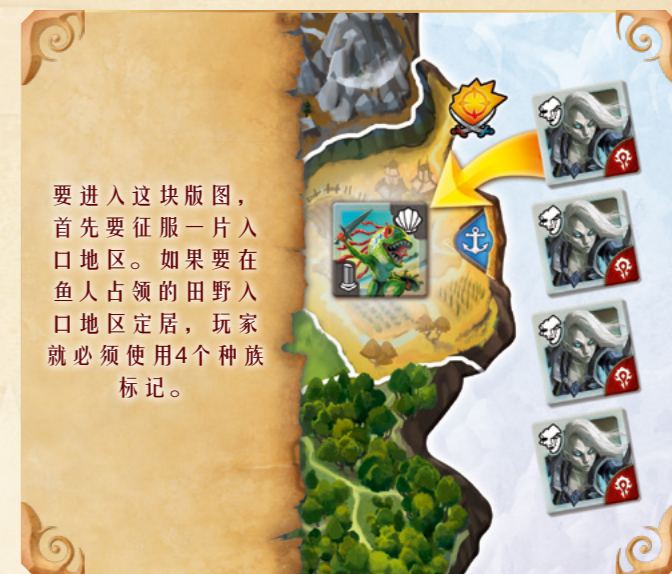 要进入这块版图，
首先要征服一片入
口地区。如果要在
鱼人占领的田野入
口地区定居，玩家
就必须使用4个种族
标记。